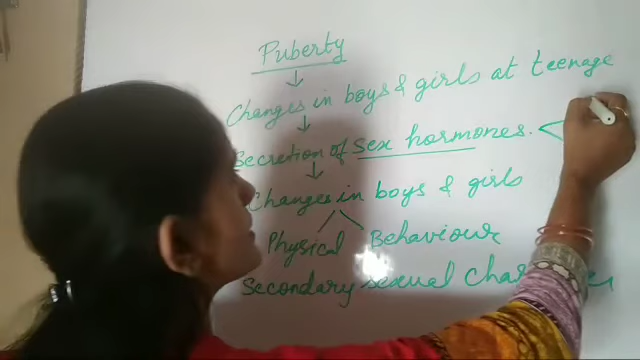 Puberty
↓
Changes in boys & girls at teenage
↓
Secretion of sex hormones. <
↓
Changes in boys & girls
Physical Behaviour
Secondary sexual